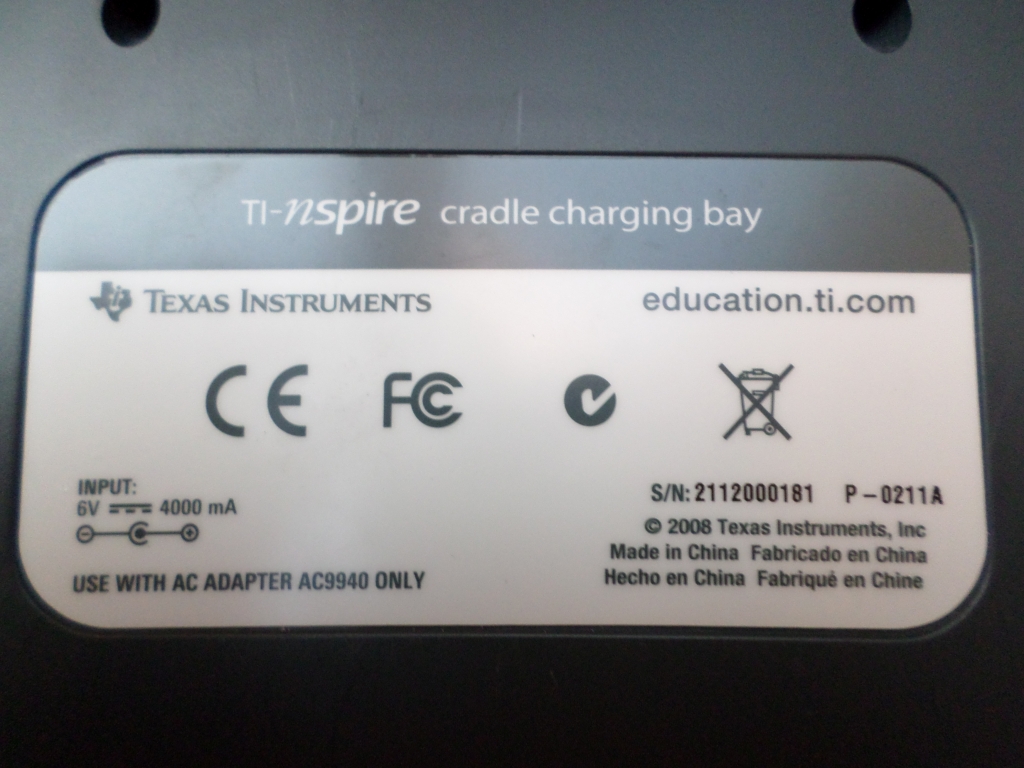 TI-nspire cradle charging bay
TEXAS INSTRUMENTS
education.ti.com
CE FC
INPUT:
6V ⎓ 4000 mA
USE WITH AC ADAPTER AC9940 ONLY
S/N: 2112000181 P-0211A
© 2008 Texas Instruments, Inc
Made in China Fabricado en China
Hecho en China Fabriqué en Chine